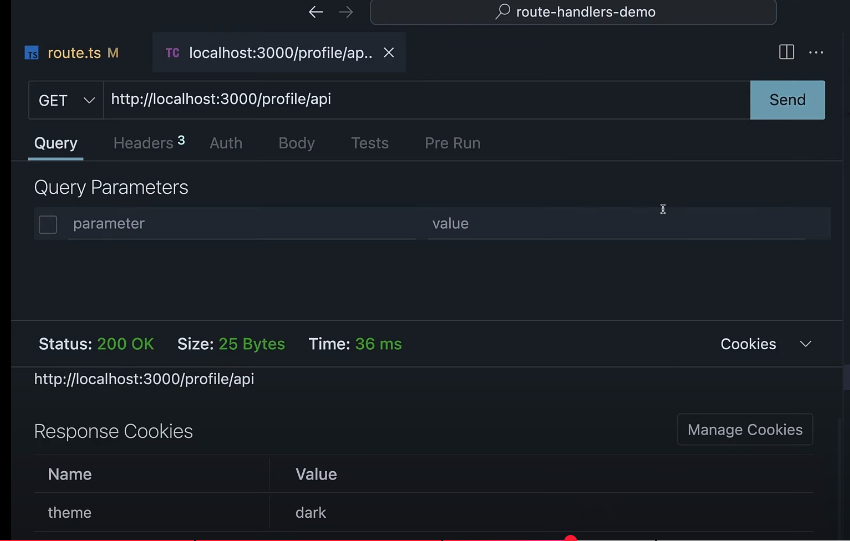 route-handlers-demo
TS route.ts M TC localhost:3000/profile/ap..
GET http://localhost:3000/profile/api Send
Query Headers 3 Auth Body Tests Pre Run
Query Parameters
parameter value
Status: 200 OK Size: 25 Bytes Time: 36 ms Cookies
http://localhost:3000/profile/api
Response Cookies Manage Cookies
Name Value
theme dark